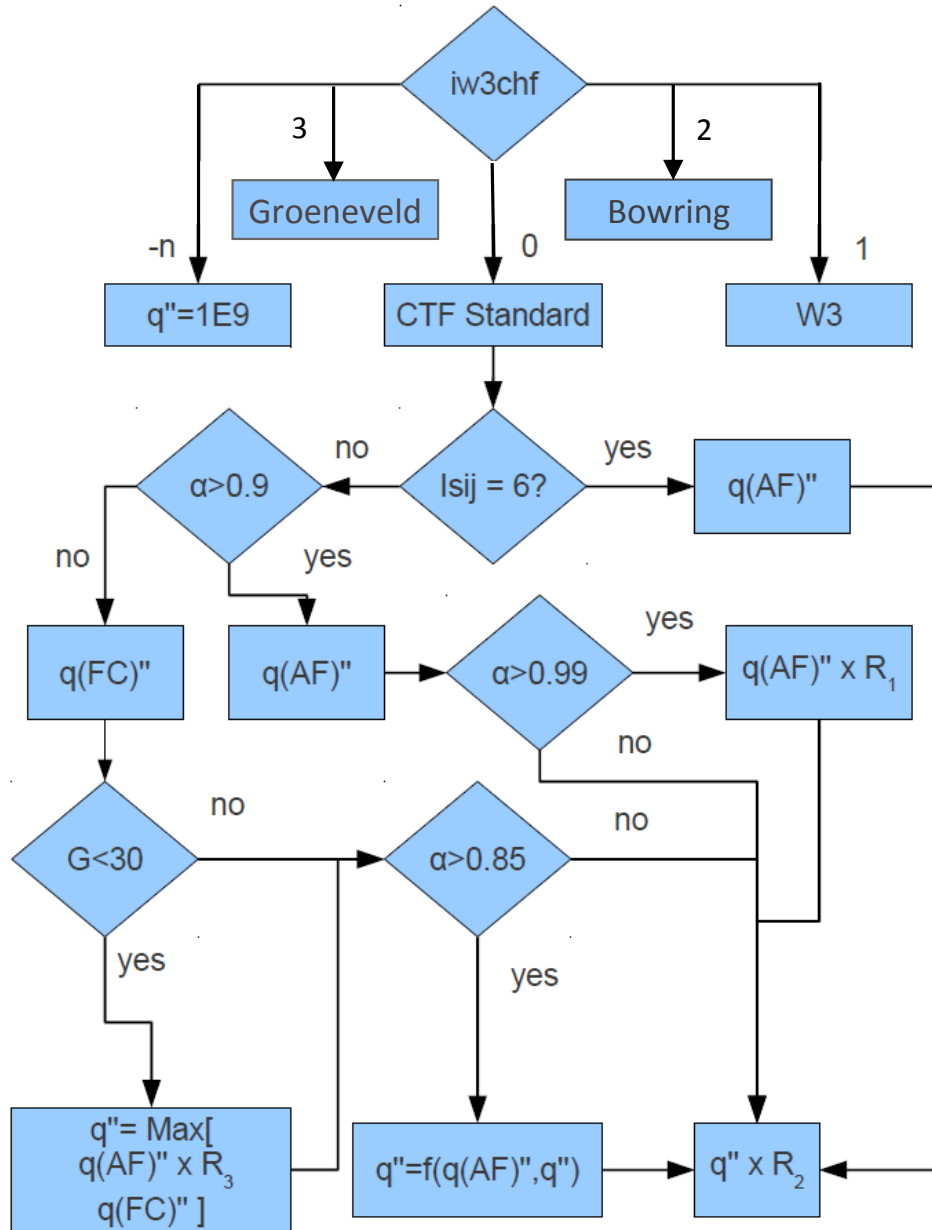 iw3chf
3
2
Groeneveld
Bowring
-n
0
1
q"=1E9
CTF Standard
W3
no
yes
α>0.9
Isij = 6?
q(AF)"
no
yes
yes
q(FC)"
q(AF)"
α>0.99
q(AF)" x R₁
no
no
no
G<30
α>0.85
yes
yes
q"= Max[
q(AF)" x R₃
q(FC)" ]
q"=f(q(AF)",q")
q" x R₂